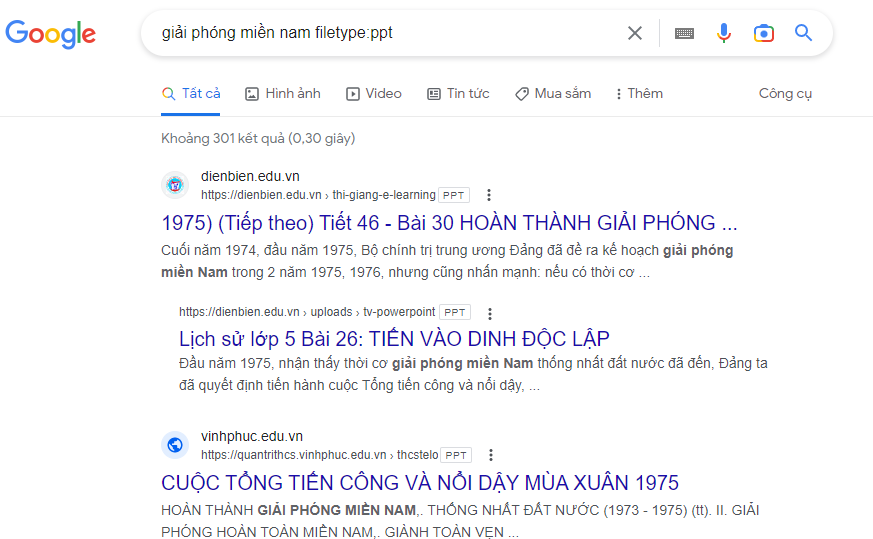 Google
giải phóng miền nam filetype:ppt
Tất cả Hình ảnh Video Tin tức Mua sắm Thêm Công cụ
Khoảng 301 kết quả (0,30 giây)
dienbien.edu.vn
https://dienbien.edu.vn › thi-giang-e-learning PPT
1975) (Tiếp theo) Tiết 46 - Bài 30 HOÀN THÀNH GIẢI PHÓNG ...
Cuối năm 1974, đầu năm 1975, Bộ chính trị trung ương Đảng đã đề ra kế hoạch giải phóng
miền Nam trong 2 năm 1975, 1976, nhưng cũng nhấn mạnh: nếu có thời cơ ...
https://dienbien.edu.vn › uploads › tv-powerpoint PPT
Lịch sử lớp 5 Bài 26: TIẾN VÀO DINH ĐỘC LẬP
Đầu năm 1975, nhận thấy thời cơ giải phóng miền Nam thống nhất đất nước đã đến, Đảng ta
đã quyết định tiến hành cuộc Tổng tiến công và nổi dậy, ...
vinhphuc.edu.vn
https://quantrithcs.vinhphuc.edu.vn › thcstelo PPT
CUỘC TỔNG TIẾN CÔNG VÀ NỔI DẬY MÙA XUÂN 1975
HOÀN THÀNH GIẢI PHÓNG MIỀN NAM,. THỐNG NHẤT ĐẤT NƯỚC (1973 - 1975) (tt). II. GIẢI
PHÓNG HOÀN TOÀN MIỀN NAM,. GIÀNH TOÀN VẸN ...